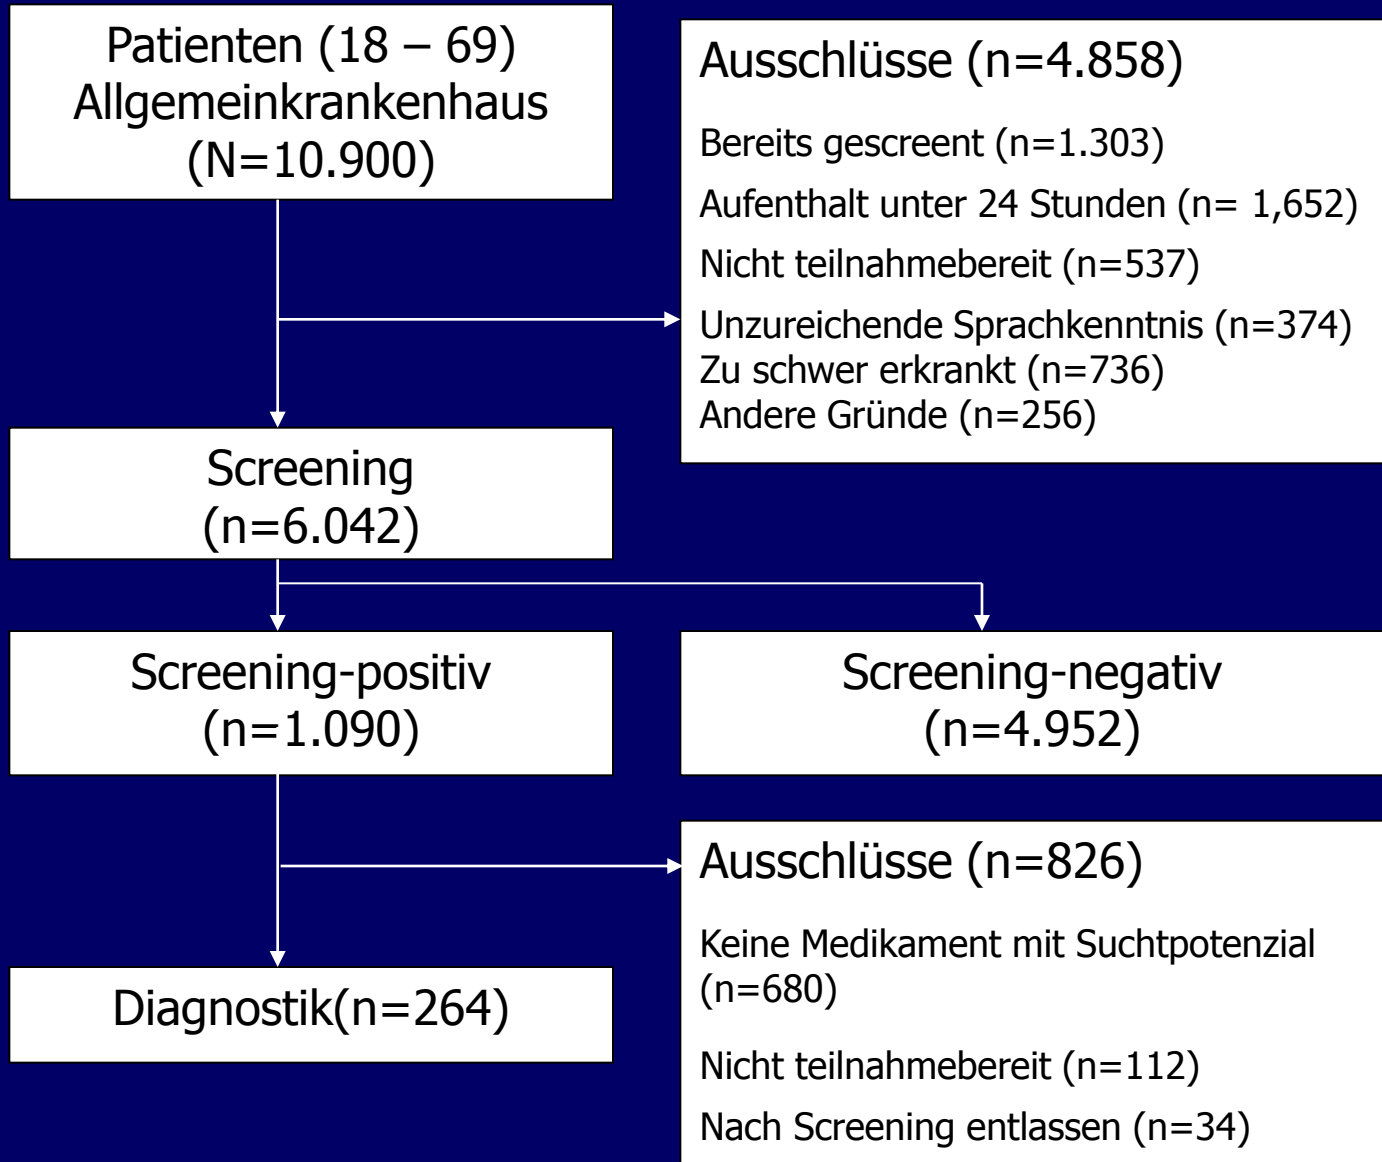 Patienten (18 – 69)
Allgemeinkrankenhaus
(N=10.900)
Ausschlüsse (n=4.858)
Bereits gescreent (n=1.303)
Aufenthalt unter 24 Stunden (n= 1,652)
Nicht teilnahmebereit (n=537)
Unzureichende Sprachkenntnis (n=374)
Zu schwer erkrankt (n=736)
Andere Gründe (n=256)
Screening
(n=6.042)
Screening-positiv
(n=1.090)
Screening-negativ
(n=4.952)
Ausschlüsse (n=826)
Keine Medikament mit Suchtpotenzial
(n=680)
Nicht teilnahmebereit (n=112)
Nach Screening entlassen (n=34)
Diagnostik(n=264)